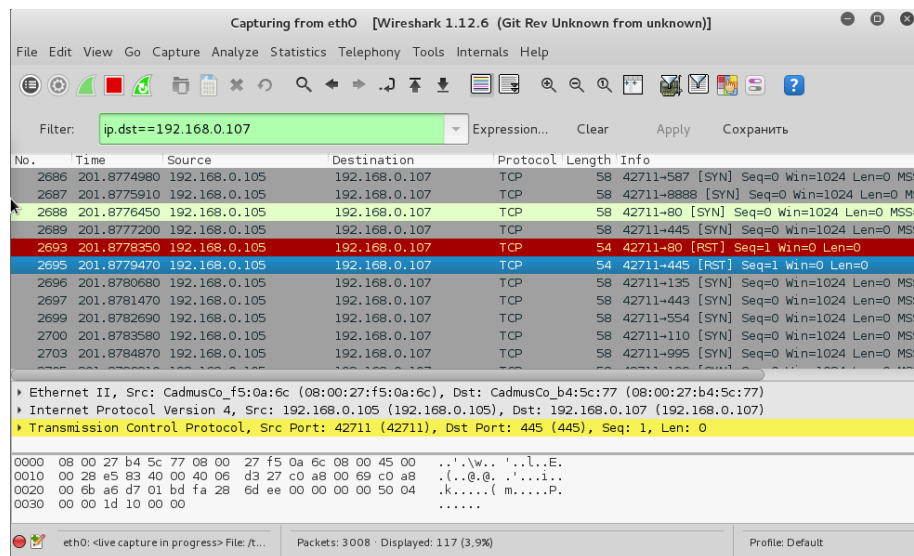 Capturing from eth0 [Wireshark 1.12.6 (Git Rev Unknown from unknown)]
File Edit View Go Capture Analyze Statistics Telephony Tools Internals Help
Filter: ip.dst==192.168.0.107 Expression... Clear Apply Сохранить
No. Time Source Destination Protocol Length Info
2686 201.8774980 192.168.0.105 192.168.0.107 TCP 58 42711→587 [SYN] Seq=0 Win=1024 Len=0 MSS
2687 201.8775910 192.168.0.105 192.168.0.107 TCP 58 42711→8888 [SYN] Seq=0 Win=1024 Len=0 M
2688 201.8776450 192.168.0.105 192.168.0.107 TCP 58 42711→80 [SYN] Seq=0 Win=1024 Len=0 MSS=
2689 201.8777200 192.168.0.105 192.168.0.107 TCP 58 42711→445 [SYN] Seq=0 Win=1024 Len=0 MS
2693 201.8778350 192.168.0.105 192.168.0.107 TCP 54 42711→80 [RST] Seq=1 Win=0 Len=0
2695 201.8779470 192.168.0.105 192.168.0.107 TCP 54 42711→445 [RST] Seq=1 Win=0 Len=0
2696 201.8780680 192.168.0.105 192.168.0.107 TCP 58 42711→135 [SYN] Seq=0 Win=1024 Len=0 MS
2697 201.8781470 192.168.0.105 192.168.0.107 TCP 58 42711→443 [SYN] Seq=0 Win=1024 Len=0 MS
2699 201.8782690 192.168.0.105 192.168.0.107 TCP 58 42711→554 [SYN] Seq=0 Win=1024 Len=0 MS
2700 201.8783580 192.168.0.105 192.168.0.107 TCP 58 42711→110 [SYN] Seq=0 Win=1024 Len=0 MS
2703 201.8784870 192.168.0.105 192.168.0.107 TCP 58 42711→995 [SYN] Seq=0 Win=1024 Len=0 MS
Ethernet II, Src: CadmusCo_f5:0a:6c (08:00:27:f5:0a:6c), Dst: CadmusCo_b4:5c:77 (08:00:27:b4:5c:77)
Internet Protocol Version 4, Src: 192.168.0.105 (192.168.0.105), Dst: 192.168.0.107 (192.168.0.107)
Transmission Control Protocol, Src Port: 42711 (42711), Dst Port: 445 (445), Seq: 1, Len: 0
0000 08 00 27 b4 5c 77 08 00 27 f5 0a 6c 08 00 45 00 ..'.\w.. '..l..E.
0010 00 28 e5 83 40 00 40 06 d3 27 c0 a8 00 69 c0 a8 .(..@.@. .'...i..
0020 00 6b a6 d7 01 bd fa 28 6d ee 00 00 00 00 50 04 .k.....( m.....P.
0030 00 00 1d 10 00 00 ......
eth0: <live capture in progress> File: /t... Packets: 3008 · Displayed: 117 (3,9%) Profile: Default